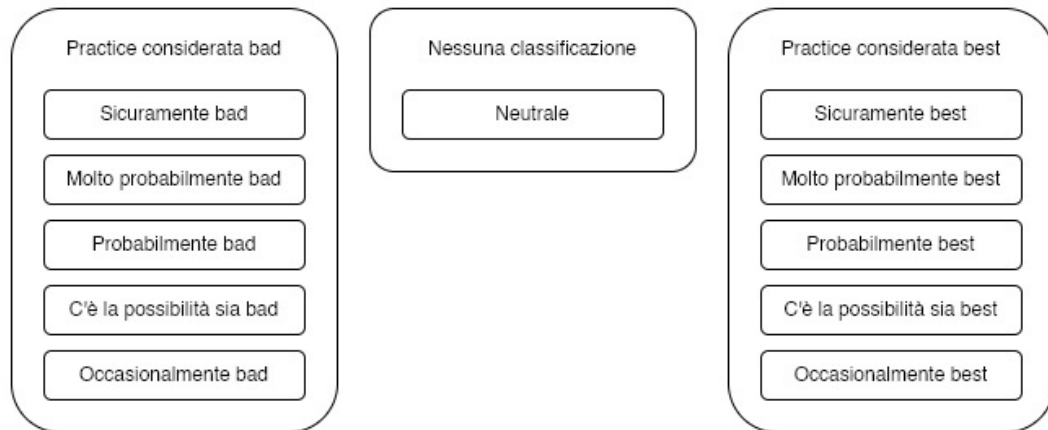 Practice considerata bad
Sicuramente bad
Molto probabilmente bad
Probabilmente bad
C'è la possibilità sia bad
Occasionalmente bad
Nessuna classificazione
Neutrale
Practice considerata best
Sicuramente best
Molto probabilmente best
Probabilmente best
C'è la possibilità sia best
Occasionalmente best